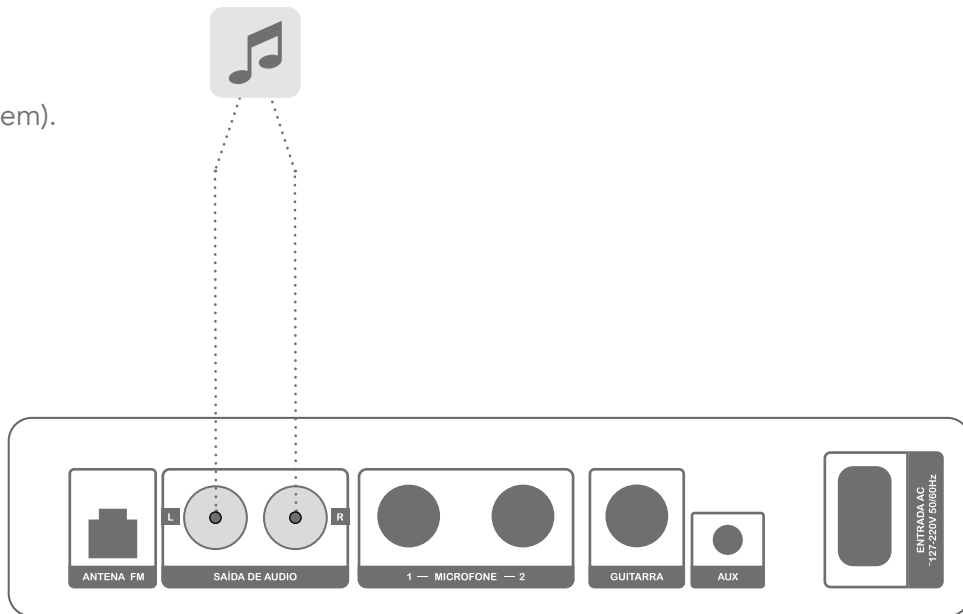 em).
L
R
ANTENA FM
SAÍDA DE AUDIO
1 — MICROFONE — 2
GUITARRA
AUX
ENTRADA AC
~127-220V 50/60Hz